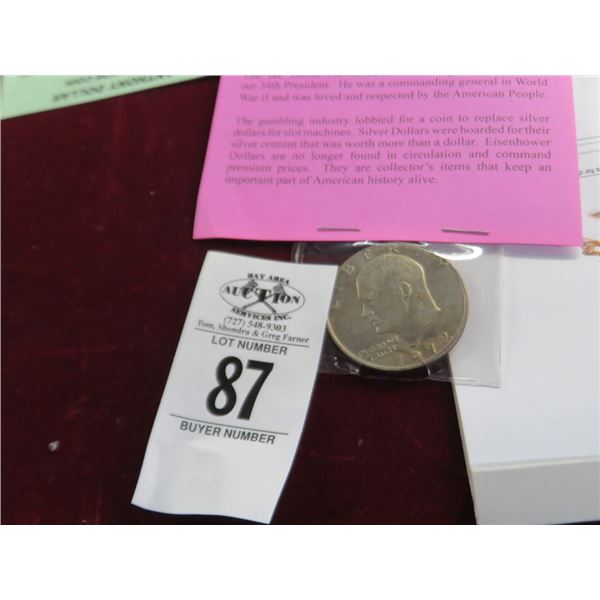 ANTHONY DOLLAR
our 34th President. He was a commanding general in World
War II and was loved and respected by the American People.
The gambling industry lobbied for a coin to replace silver
dollars for slot machines. Silver Dollars were hoarded for their
silver content that was worth more than a dollar. Eisenhower
Dollars are no longer found in circulation and command
premium prices. They are collector's items that keep an
important part of American history alive.
BAY AREA
AUCTION
SERVICES INC.
(727) 548-9303
Tom, Shondra & Greg Farner
LOT NUMBER
87
BUYER NUMBER